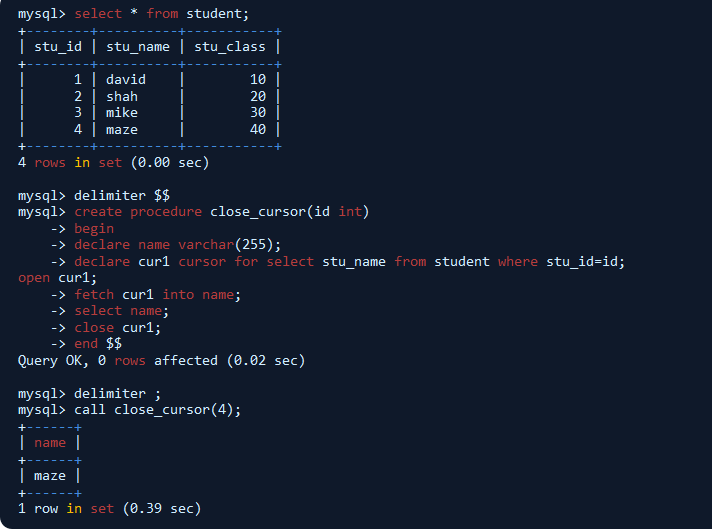 mysql> select * from student;
+--------+----------+-----------+
| stu_id | stu_name | stu_class |
+--------+----------+-----------+
|      1 | david    |        10 |
|      2 | shah     |        20 |
|      3 | mike     |        30 |
|      4 | maze     |        40 |
+--------+----------+-----------+
4 rows in set (0.00 sec)

mysql> delimiter $$
mysql> create procedure close_cursor(id int)
    -> begin
    -> declare name varchar(255);
    -> declare cur1 cursor for select stu_name from student where stu_id=id;
open cur1;
    -> fetch cur1 into name;
    -> select name;
    -> close cur1;
    -> end $$
Query OK, 0 rows affected (0.02 sec)

mysql> delimiter ;
mysql> call close_cursor(4);
+------+
| name |
+------+
| maze |
+------+
1 row in set (0.39 sec)